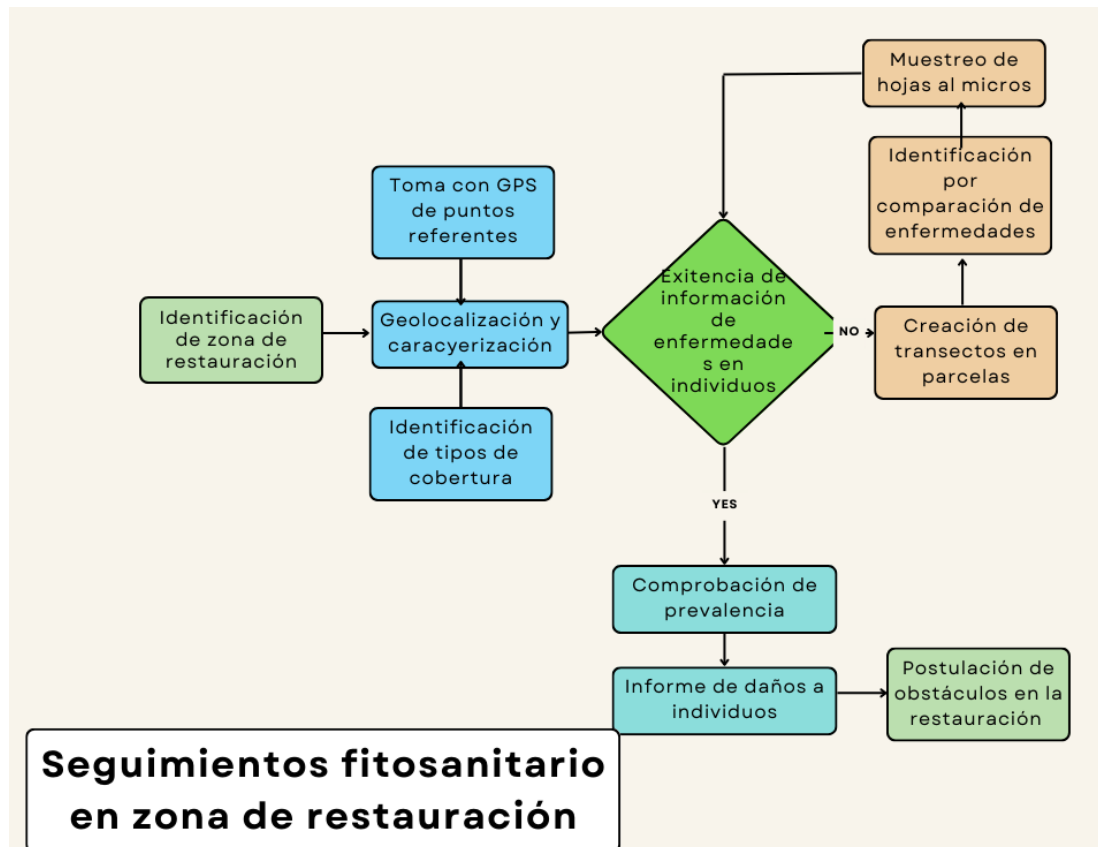 Muestreo de
hojas al micros
Identificación
por
comparación de
enfermedades
Toma con GPS
de puntos
referentes
Identificación
de zona de
restauración
Geolocalización y
caracyerización
Exitencia de
información
de
enfermedade
s en
individuos
NO
Creación de
transectos en
parcelas
Identificación
de tipos de
cobertura
YES
Comprobación de
prevalencia
Informe de daños a
individuos
Postulación de
obstáculos en la
restauración
Seguimientos fitosanitario
en zona de restauración